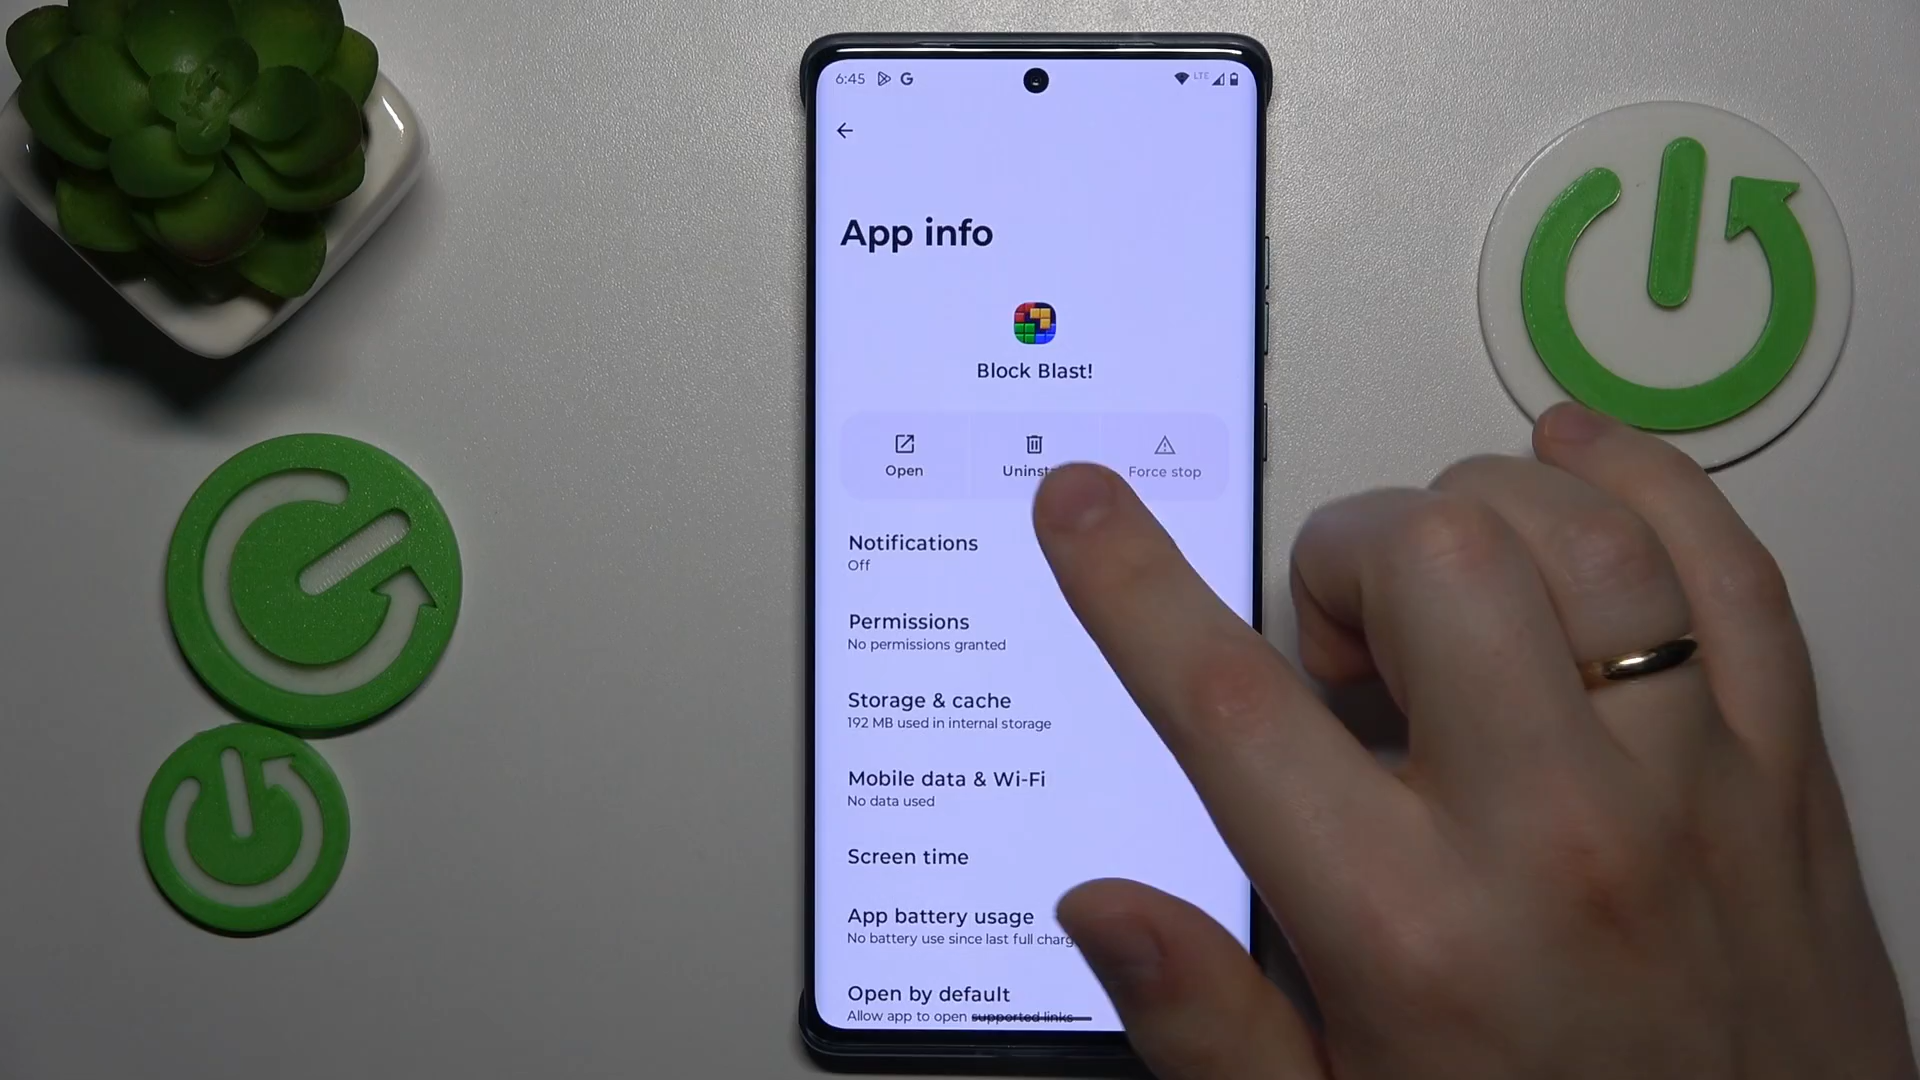 6:45 G LTE
App info
Block Blast!
Open Force stop
Notifications
Off
Permissions
No permissions granted
Storage & cache
192 MB used in internal storage
Mobile data & Wi-Fi
No data used
Screen time
App battery usage
No battery use since last full
Open by default
Allow app to open supported links